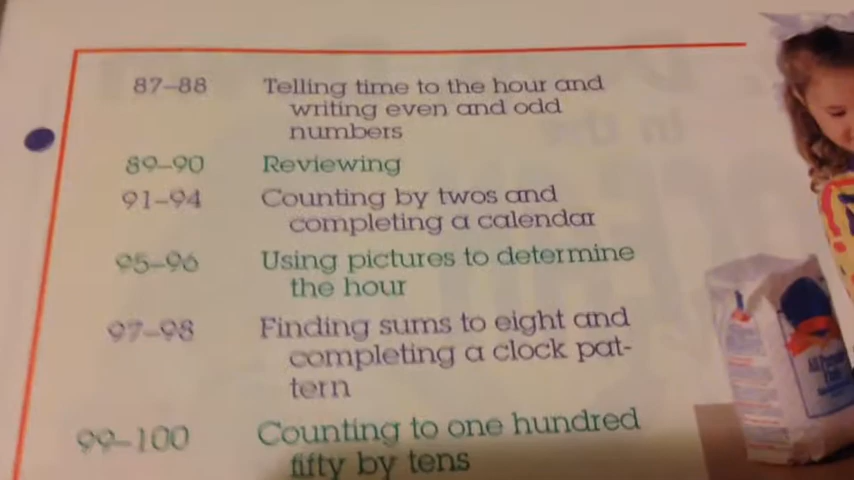 87–88 Telling time to the hour and
writing even and odd
numbers
89–90 Reviewing
91–94 Counting by twos and
completing a calendar
95–96 Using pictures to determine
the hour
97–98 Finding sums to eight and
completing a clock pat-
tern
99–100 Counting to one hundred
fifty by tens